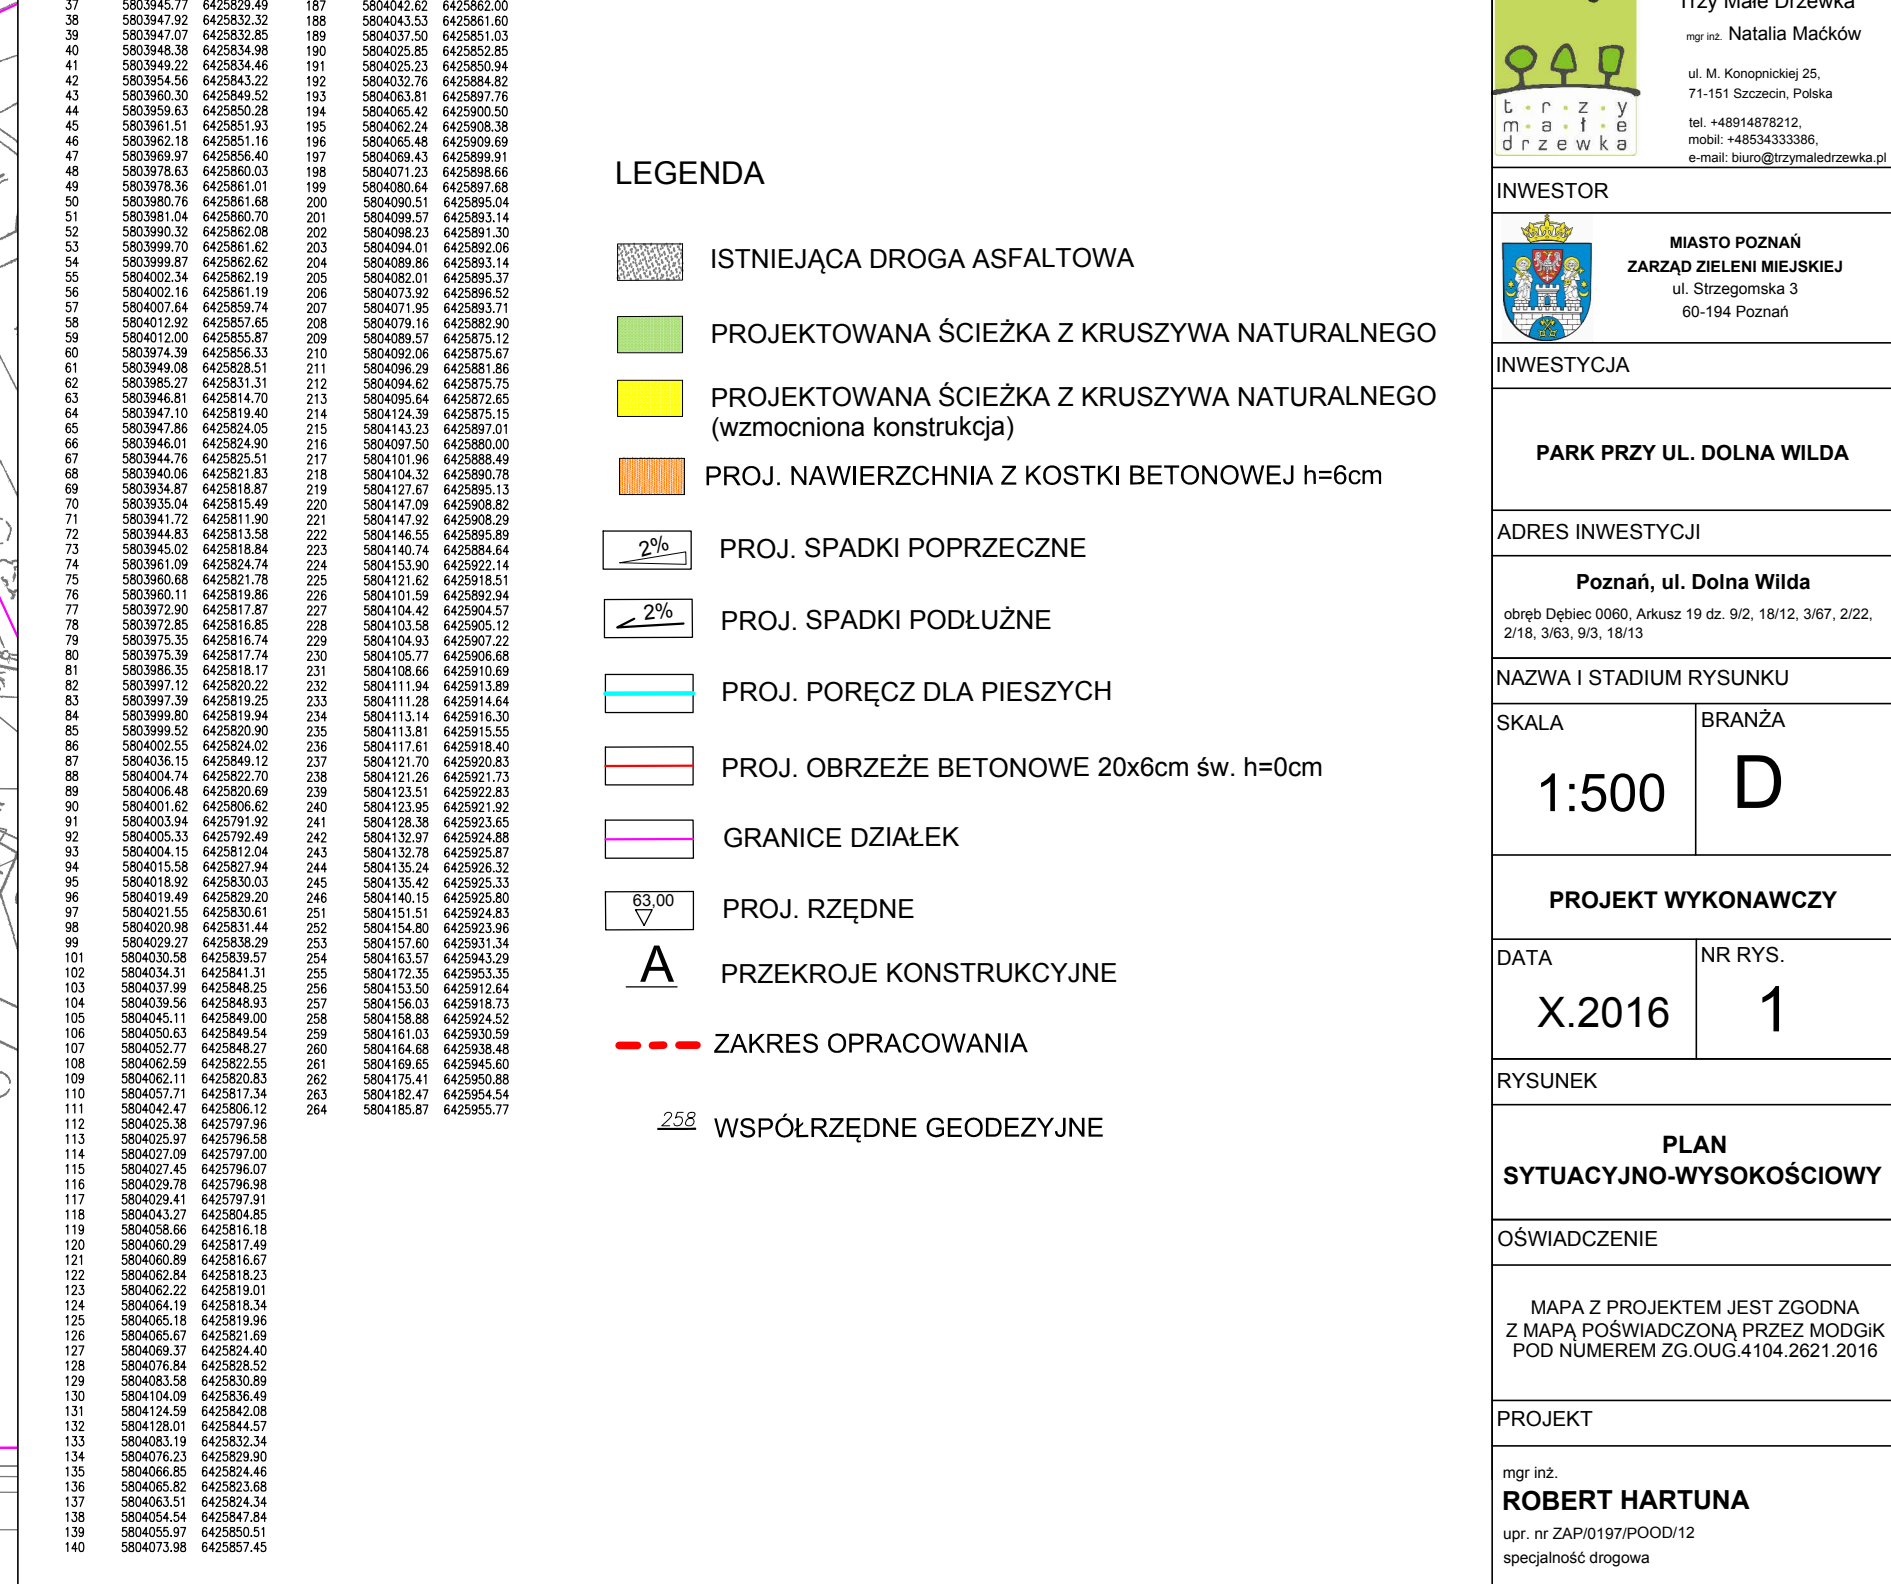 37 5803945.77 6425829.49 187 5804042.62 6425862.00
38 5803947.92 6425832.32 188 5804043.53 6425861.60
39 5803947.07 6425832.85 189 5804037.50 6425851.03
40 5803948.38 6425834.98 190 5804025.85 6425852.85
41 5803949.22 6425834.46 191 5804025.23 6425850.94
42 5803954.56 6425843.22 192 5804032.76 6425884.82
43 5803960.30 6425849.52 193 5804063.81 6425897.76
44 5803959.63 6425850.28 194 5804065.42 6425900.50
45 5803961.51 6425851.93 195 5804062.24 6425908.38
46 5803962.18 6425851.16 196 5804065.48 6425909.69
47 5803969.97 6425856.40 197 5804069.43 6425899.91
48 5803978.63 6425860.03 198 5804071.23 6425898.66
49 5803978.36 6425861.01 199 5804080.64 6425897.68
50 5803980.76 6425861.68 200 5804090.51 6425895.04
51 5803981.04 6425860.70 201 5804099.57 6425893.14
52 5803990.32 6425862.08 202 5804098.23 6425891.30
53 5803999.70 6425861.62 203 5804094.01 6425892.06
54 5803999.87 6425862.62 204 5804089.86 6425893.14
55 5804002.34 6425862.19 205 5804082.01 6425895.37
56 5804002.16 6425861.19 206 5804073.92 6425896.52
57 5804007.64 6425859.74 207 5804071.95 6425893.71
58 5804012.92 6425857.65 208 5804079.16 6425882.90
59 5804012.00 6425855.87 209 5804089.57 6425875.12
60 5803974.39 6425856.33 210 5804092.06 6425875.67
61 5803949.08 6425828.51 211 5804096.29 6425881.86
62 5803985.27 6425831.31 212 5804094.62 6425875.75
63 5803946.81 6425814.70 213 5804095.64 6425872.65
64 5803947.10 6425819.40 214 5804124.39 6425875.15
65 5803947.86 6425824.05 215 5804143.23 6425897.01
66 5803946.01 6425824.90 216 5804097.50 6425880.00
67 5803944.76 6425825.51 217 5804101.96 6425888.49
68 5803940.06 6425821.83 218 5804104.32 6425890.78
69 5803934.87 6425818.87 219 5804127.67 6425895.13
70 5803935.04 6425815.49 220 5804147.09 6425908.82
71 5803941.72 6425811.90 221 5804147.92 6425908.29
72 5803944.83 6425813.58 222 5804146.55 6425895.89
73 5803945.02 6425818.84 223 5804140.74 6425884.64
74 5803961.09 6425824.74 224 5804153.90 6425922.14
75 5803960.68 6425821.78 225 5804121.62 6425918.51
76 5803960.11 6425819.86 226 5804101.59 6425892.94
77 5803972.90 6425817.87 227 5804104.42 6425904.57
78 5803972.85 6425816.85 228 5804103.58 6425905.12
79 5803975.35 6425816.74 229 5804104.93 6425907.22
80 5803975.39 6425817.74 230 5804105.77 6425906.68
81 5803986.35 6425818.17 231 5804108.66 6425910.69
82 5803997.12 6425820.22 232 5804111.94 6425913.89
83 5803997.39 6425819.25 233 5804111.28 6425914.64
84 5803999.80 6425819.94 234 5804113.14 6425916.30
85 5803999.52 6425820.90 235 5804113.81 6425915.55
86 5804002.55 6425824.02 236 5804117.61 6425918.40
87 5804036.15 6425849.12 237 5804121.70 6425920.83
88 5804004.74 6425822.70 238 5804121.26 6425921.73
89 5804006.48 6425820.69 239 5804123.51 6425922.83
90 5804001.62 6425806.62 240 5804123.95 6425921.92
91 5804003.94 6425791.92 241 5804128.38 6425923.65
92 5804005.33 6425792.49 242 5804132.97 6425924.88
93 5804004.15 6425812.04 243 5804132.78 6425925.87
94 5804015.58 6425827.94 244 5804135.24 6425926.32
95 5804018.92 6425830.03 245 5804135.42 6425925.33
96 5804019.49 6425829.20 246 5804140.15 6425925.80
97 5804021.55 6425830.61 251 5804151.51 6425924.83
98 5804020.98 6425831.44 252 5804154.80 6425923.96
99 5804029.27 6425838.29 253 5804157.60 6425931.34
101 5804030.58 6425839.57 254 5804163.57 6425943.29
102 5804034.31 6425841.31 255 5804172.35 6425953.35
103 5804037.99 6425848.25 256 5804153.50 6425912.64
104 5804039.56 6425848.93 257 5804156.03 6425918.73
105 5804045.11 6425849.00 258 5804158.88 6425924.52
106 5804050.63 6425849.54 259 5804161.03 6425930.59
107 5804052.77 6425848.27 260 5804164.68 6425938.48
108 5804062.59 6425822.55 261 5804169.65 6425945.60
109 5804062.11 6425820.83 262 5804175.41 6425950.88
110 5804057.71 6425817.34 263 5804182.47 6425954.54
111 5804042.47 6425806.12 264 5804185.87 6425955.77
112 5804025.38 6425797.96
113 5804025.97 6425796.58
114 5804027.09 6425797.00
115 5804027.45 6425796.07
116 5804029.78 6425796.98
117 5804029.41 6425797.91
118 5804043.27 6425804.85
119 5804058.66 6425816.18
120 5804060.29 6425817.49
121 5804060.89 6425816.67
122 5804062.84 6425818.23
123 5804062.22 6425819.01
124 5804064.19 6425818.34
125 5804065.18 6425819.96
126 5804065.67 6425821.69
127 5804069.37 6425824.40
128 5804076.84 6425828.52
129 5804083.58 6425830.89
130 5804104.09 6425836.49
131 5804124.59 6425842.08
132 5804128.01 6425844.57
133 5804083.19 6425832.34
134 5804076.23 6425829.90
135 5804066.85 6425824.46
136 5804065.82 6425823.68
137 5804063.51 6425824.34
138 5804054.54 6425847.84
139 5804055.97 6425850.51
140 5804073.98 6425857.45
LEGENDA
ISTNIEJĄCA DROGA ASFALTOWA
PROJEKTOWANA ŚCIEŻKA Z KRUSZYWA NATURALNEGO
PROJEKTOWANA ŚCIEŻKA Z KRUSZYWA NATURALNEGO
(wzmocniona konstrukcja)
PROJ. NAWIERZCHNIA Z KOSTKI BETONOWEJ h=6cm
2% PROJ. SPADKI POPRZECZNE
2% PROJ. SPADKI PODŁUŻNE
PROJ. PORĘCZ DLA PIESZYCH
PROJ. OBRZEŻE BETONOWE 20x6cm św. h=0cm
GRANICE DZIAŁEK
63,00 PROJ. RZĘDNE
A PRZEKROJE KONSTRUKCYJNE
ZAKRES OPRACOWANIA
258 WSPÓŁRZĘDNE GEODEZYJNE
Trzy Małe Drzewka
mgr inż. Natalia Maćków
ul. M. Konopnickiej 25,
71-151 Szczecin, Polska
tel. +48914878212,
mobil: +48534333386,
e-mail: biuro@trzymaledrzewka.pl
t·r·z·y
m·a·ł·e
drzewka
INWESTOR
MIASTO POZNAŃ
ZARZĄD ZIELENI MIEJSKIEJ
ul. Strzegomska 3
60-194 Poznań
INWESTYCJA
PARK PRZY UL. DOLNA WILDA
ADRES INWESTYCJI
Poznań, ul. Dolna Wilda
obręb Dębiec 0060, Arkusz 19 dz. 9/2, 18/12, 3/67, 2/22,
2/18, 3/63, 9/3, 18/13
NAZWA I STADIUM RYSUNKU
SKALA BRANŻA
1:500 D
PROJEKT WYKONAWCZY
DATA NR RYS.
X.2016 1
RYSUNEK
PLAN
SYTUACYJNO-WYSOKOŚCIOWY
OŚWIADCZENIE
MAPA Z PROJEKTEM JEST ZGODNA
Z MAPĄ POŚWIADCZONĄ PRZEZ MODGiK
POD NUMEREM ZG.OUG.4104.2621.2016
PROJEKT
mgr inż.
ROBERT HARTUNA
upr. nr ZAP/0197/POOD/12
specjalność drogowa